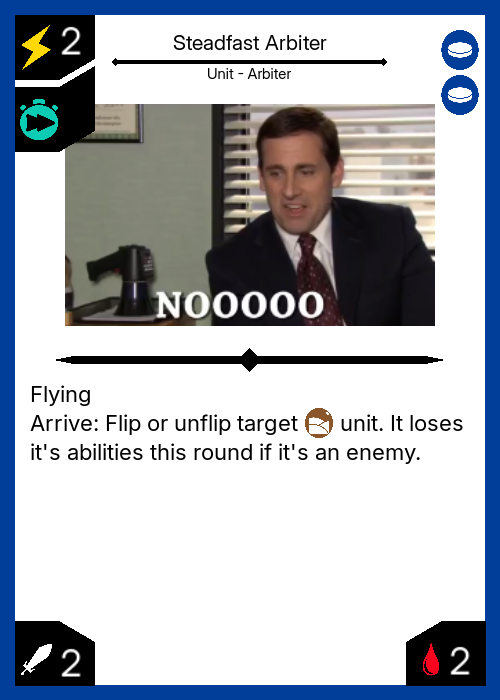 2
Steadfast Arbiter
Unit - Arbiter
NOOOOO
Flying
Arrive: Flip or unflip target unit. It loses
it's abilities this round if it's an enemy.
2
2